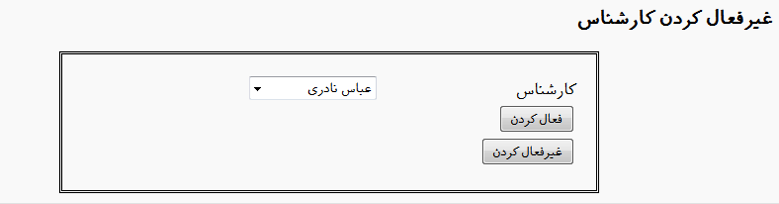 غیرفعال کردن کارشناس
کارشناس عباس نادری
فعال کردن
غیرفعال کردن